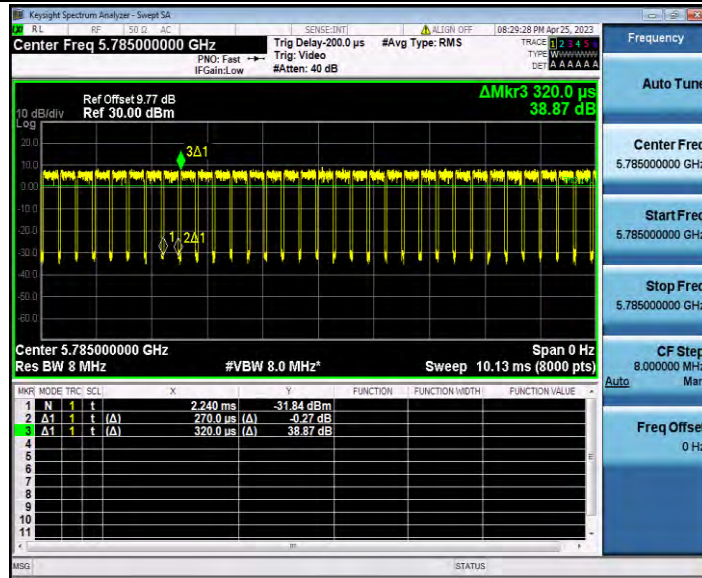 Keysight Spectrum Analyzer - Swept SA
RL RF 50 Ω AC SENSE:INT ALIGN OFF 08:29:28 PM Apr 25, 2023
Center Freq 5.785000000 GHz Trig Delay-200.0 µs #Avg Type: RMS TRACE 1 2 3 4 5 6
PNO: Fast Trig: Video TYPE W W W W W W
IFGain:Low #Atten: 40 dB DET A A A A A A
Frequency
ΔMkr3 320.0 µs
38.87 dB
Ref Offset 9.77 dB
10 dB/div Ref 30.00 dBm
Log
20.0
10.0
0.00
-10.0
-20.0
-30.0
-40.0
-50.0
-60.0
3Δ1
1 2Δ1
Center 5.785000000 GHz Span 0 Hz
Res BW 8 MHz #VBW 8.0 MHz* Sweep 10.13 ms (8000 pts)
MKR MODE TRC SCL X Y FUNCTION FUNCTION WIDTH FUNCTION VALUE
1 N 1 t 2.240 ms -31.84 dBm
2 Δ1 1 t (Δ) 270.0 µs (Δ) -0.27 dB
3 Δ1 1 t (Δ) 320.0 µs (Δ) 38.87 dB
4
5
6
7
8
9
10
11
MSG STATUS
Auto Tune
Center Freq
5.785000000 GHz
Start Freq
5.785000000 GHz
Stop Freq
5.785000000 GHz
CF Step
8.000000 MHz
Auto Man
Freq Offset
0 Hz